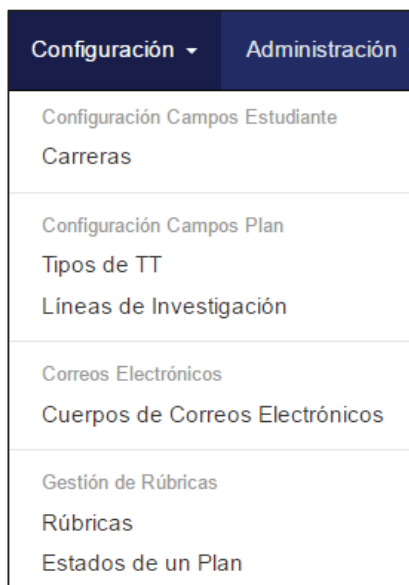 Configuración Administración
Configuración Campos Estudiante
Carreras
Configuración Campos Plan
Tipos de TT
Líneas de Investigación
Correos Electrónicos
Cuerpos de Correos Electrónicos
Gestión de Rúbricas
Rúbricas
Estados de un Plan